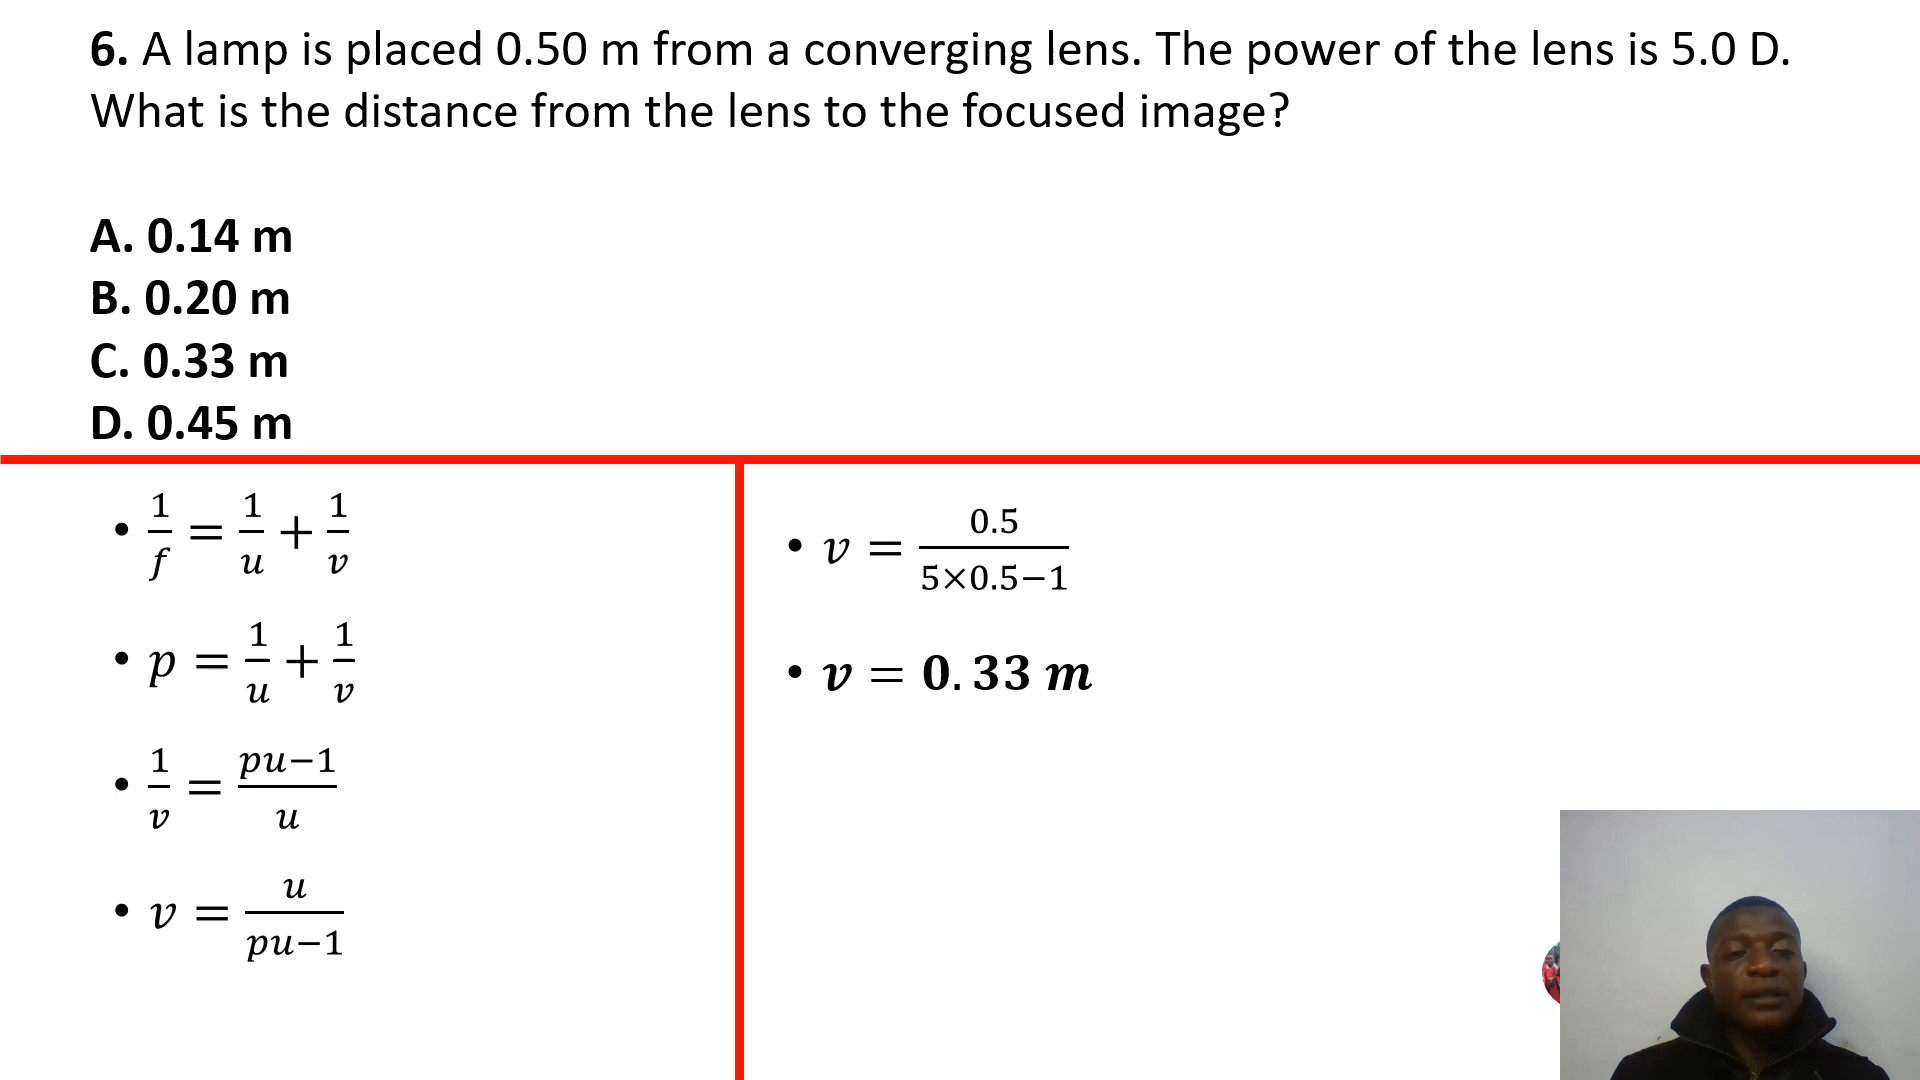 6. A lamp is placed 0.50 m from a converging lens. The power of the lens is 5.0 D.
What is the distance from the lens to the focused image?
A. 0.14 m
B. 0.20 m
C. 0.33 m
D. 0.45 m
• 1/f = 1/u + 1/v
• p = 1/u + 1/v
• 1/v = (pu−1)/u
• v = u/(pu−1)
• v = 0.5/(5×0.5−1)
• v = 0.33 m